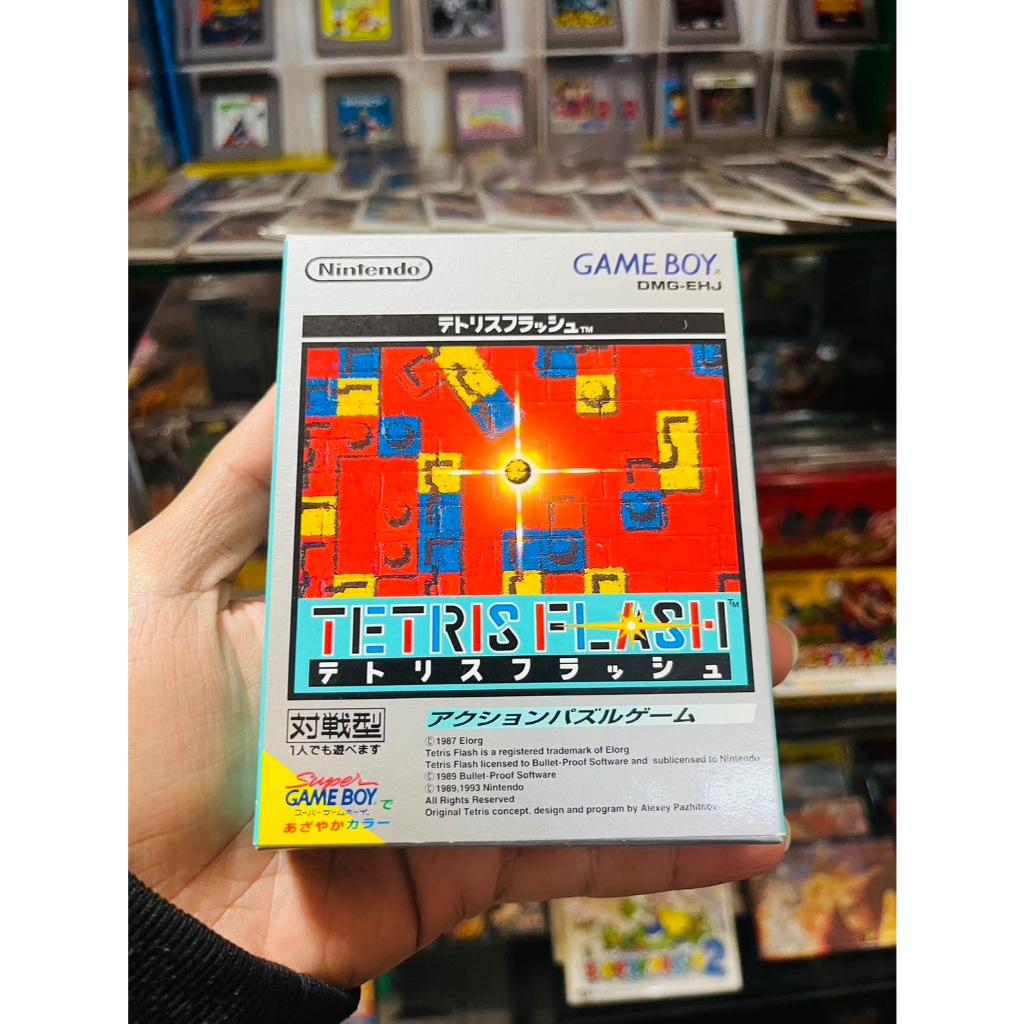 Nintendo®
GAME BOY®
DMG-EHJ
テトリスフラッシュ™
TETRIS FLASH™
テトリスフラッシュ
対戦型
1人でも遊べます
アクションパズルゲーム
©1987 Elorg
Tetris Flash is a registered trademark of Elorg
Tetris Flash licensed to Bullet-Proof Software and sublicensed to Nintendo
©1989 Bullet-Proof Software
©1989,1993 Nintendo
All Rights Reserved
Original Tetris concept, design and program by Alexey Pazhitnov
Super
GAME BOY®で
スーパーゲームボーイ®
あざやかカラー
2